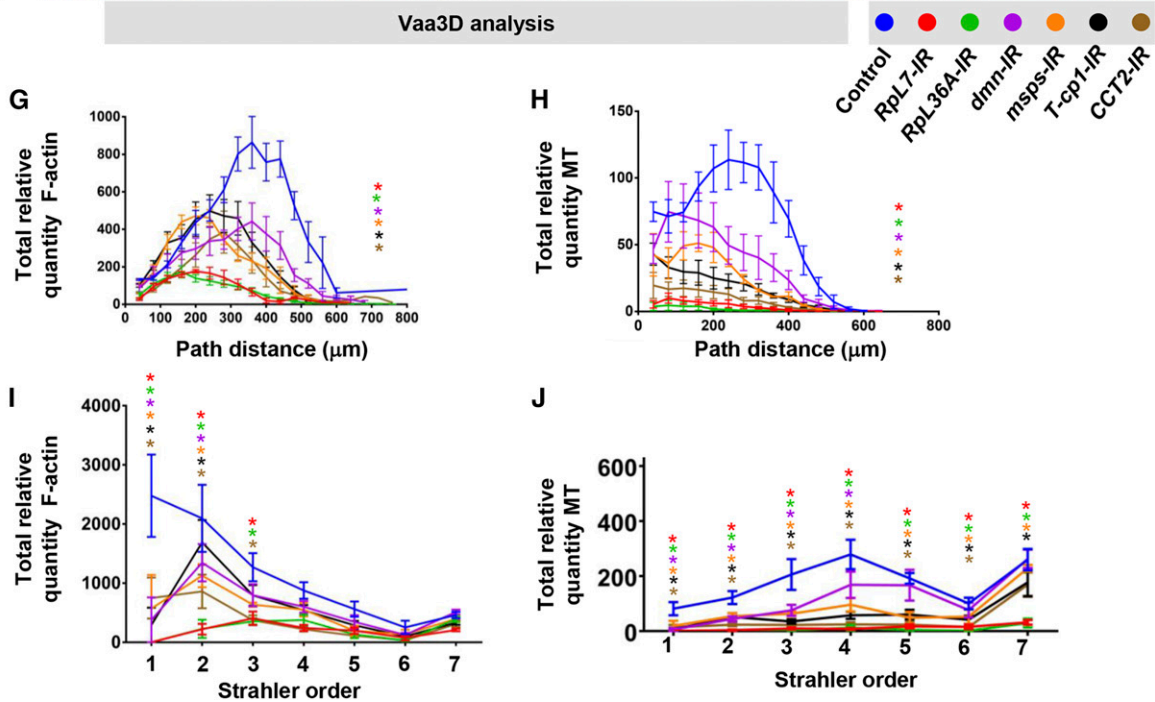 Vaa3D analysis
Control
RpL7-IR
RpL36A-IR
dmn-IR
msps-IR
T-cp1-IR
CCT2-IR
G
Total relative
quantity F-actin
1000
800
600
400
200
0
0 100 200 300 400 500 600 700 800
Path distance (μm)
* * * * * *
H
Total relative
quantity MT
150
100
50
0
0 200 400 600 800
Path distance (μm)
* * * * * *
I
Total relative
quantity F-actin
4000
3000
2000
1000
0
1 2 3 4 5 6 7
Strahler order
* * * * * *
* * * * * *
* * *
J
Total relative
quantity MT
600
400
200
0
1 2 3 4 5 6 7
Strahler order
* * * * * *
* * * * * *
* * * * * *
* * * * * *
* * * * *
* * * * *
* * * *